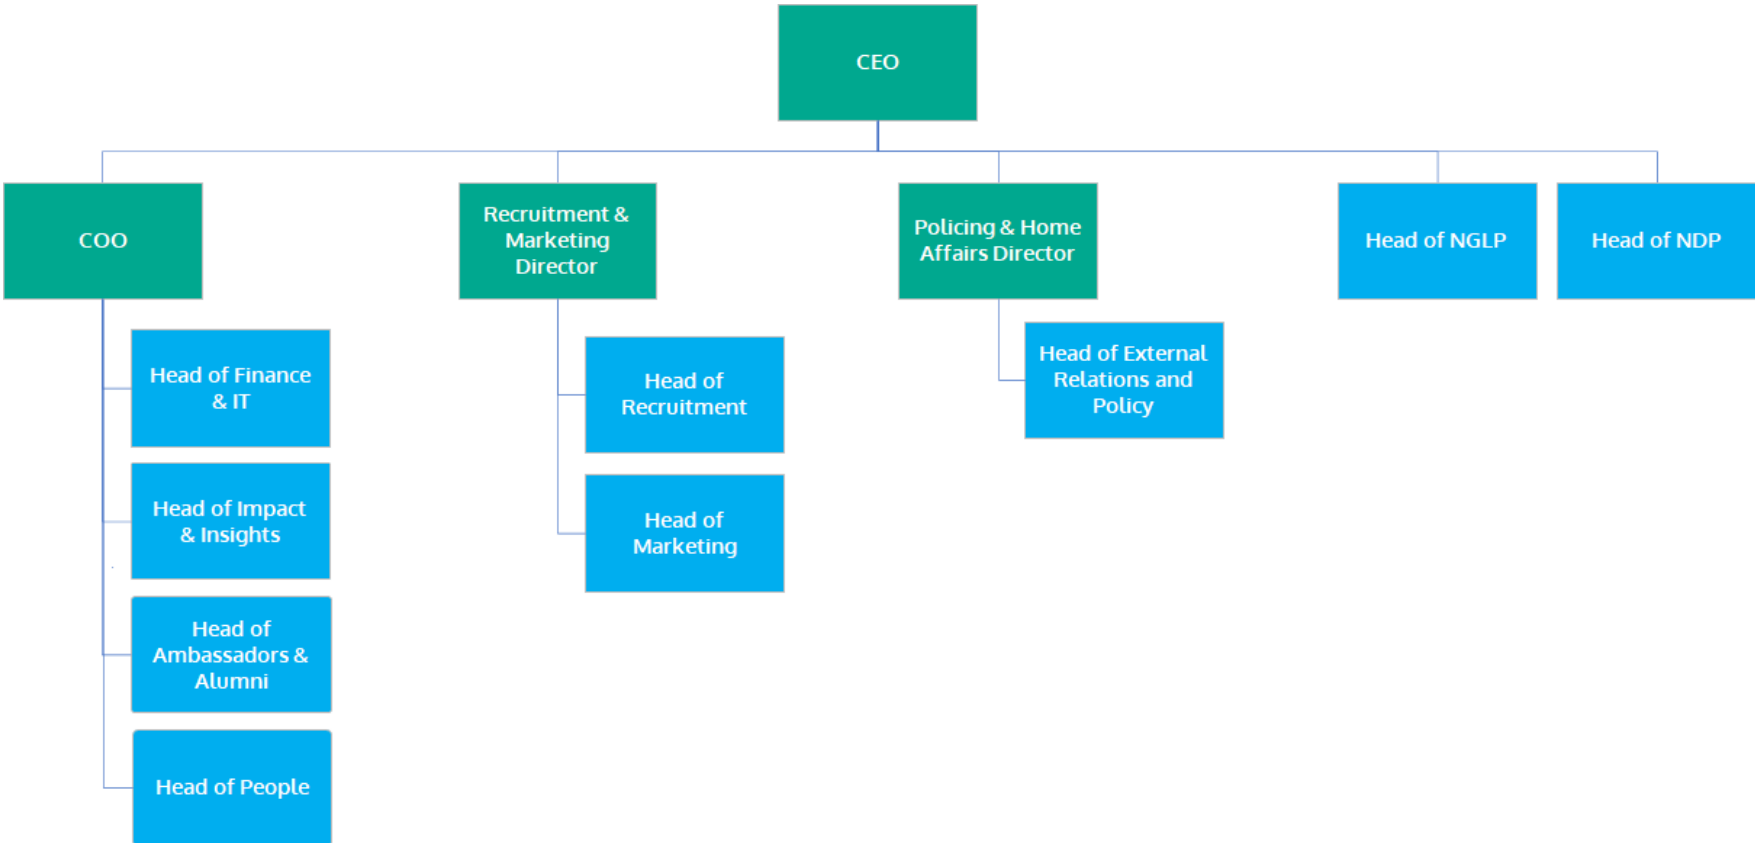 CEO
COO
Recruitment &
Marketing
Director
Policing & Home
Affairs Director
Head of NGLP
Head of NDP
Head of Finance
& IT
Head of Impact
& Insights
Head of
Ambassadors &
Alumni
Head of People
Head of
Recruitment
Head of
Marketing
Head of External
Relations and
Policy